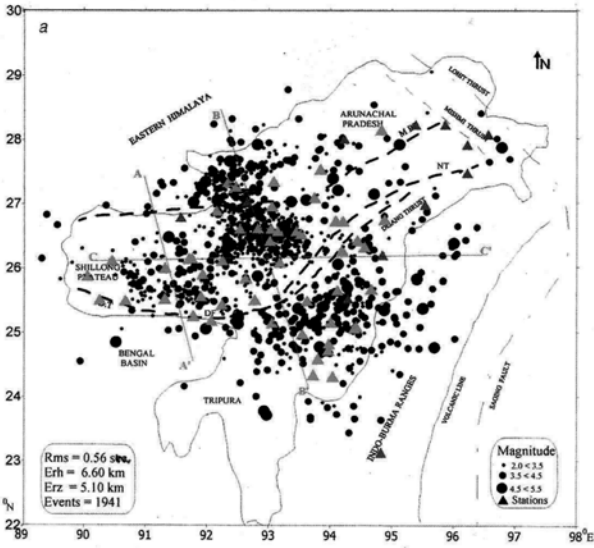 30
a
29
28
27
26
25
24
23
22
⁰N
89
90
91
92
93
94
95
96
97
98
⁰E
N
LOHIT THRUST
MISHIMI THRUST
EASTERN HIMALAYA
ARUNACHAL
PRADESH
B
A
NT
DISANG THRUST
C
C'
SHILLONG
PLATEAU
DF
BENGAL
BASIN
A'
B'
TRIPURA
INDO-BURMA RANGES
VOLCANIC LINE
SAGING FAULT
Rms = 0.56 sec.
Erh = 6.60 km
Erz = 5.10 km
Events = 1941
Magnitude
2.0 < 3.5
3.5 < 4.5
4.5 < 5.5
Stations